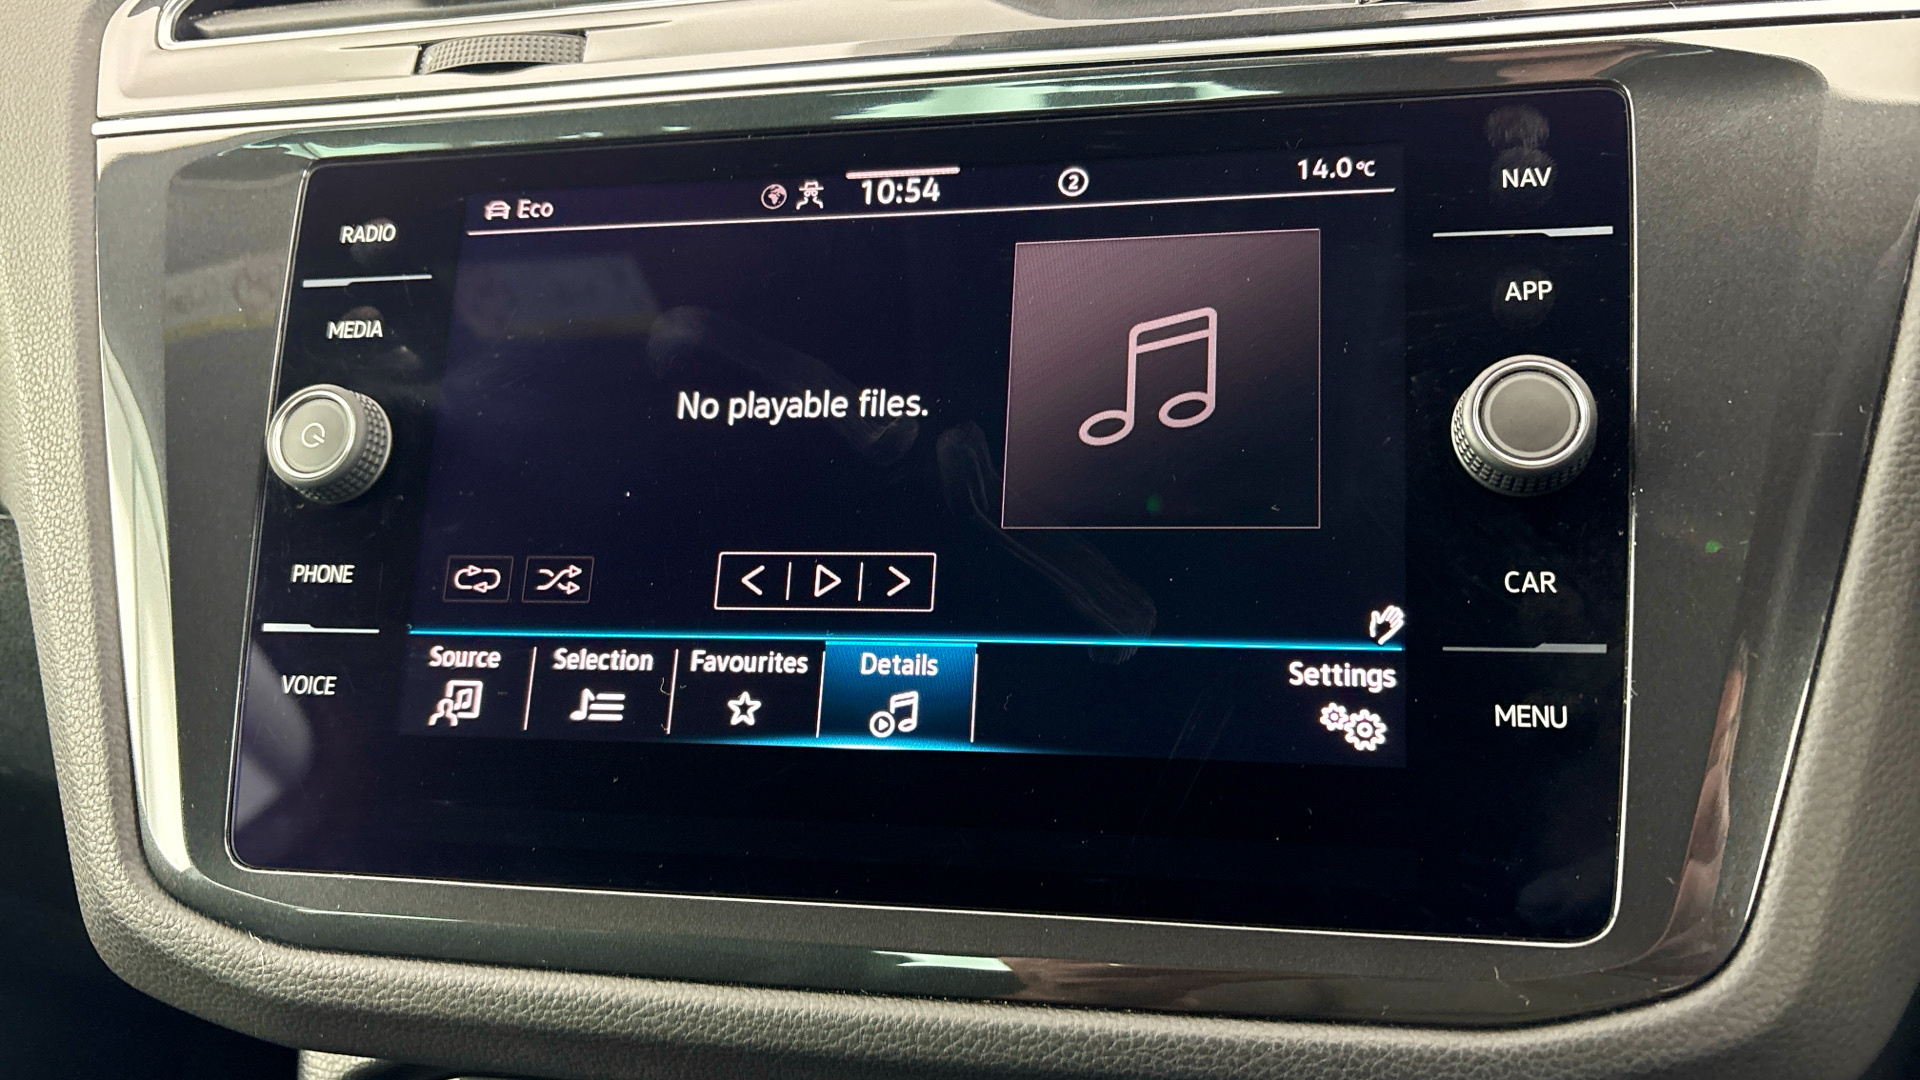 Eco
10:54
2
14.0°C
NAV
RADIO
APP
MEDIA
No playable files.
PHONE
CAR
VOICE
Source
Selection
Favourites
Details
Settings
MENU